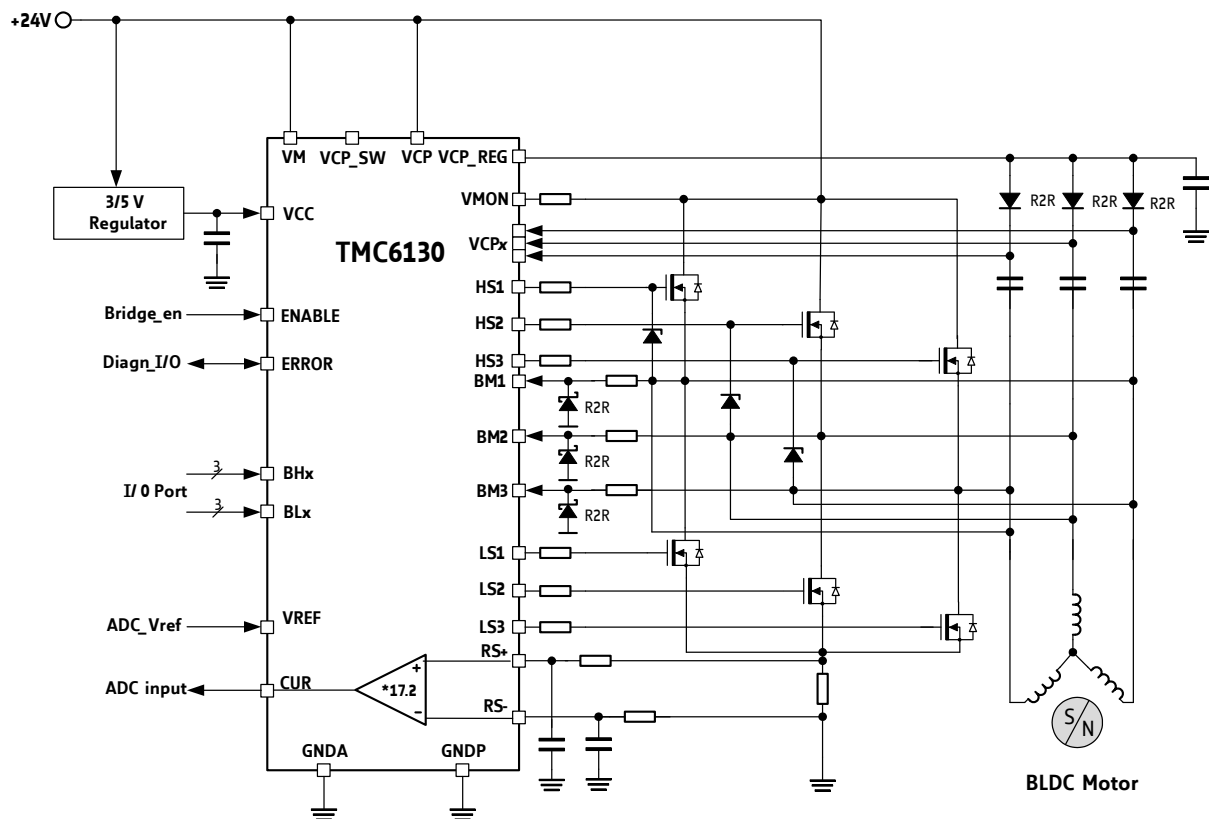 +24V
VM
VCP_SW
VCP
VCP_REG
3/5 V
Regulator
VCC
VMON
R2R
R2R
R2R
TMC6130
VCPx
HS1
Bridge_en
ENABLE
HS2
Diagn_I/O
ERROR
HS3
BM1
R2R
BM2
R2R
3
BHx
I/ 0 Port
BM3
3
BLx
R2R
LS1
LS2
ADC_Vref
VREF
LS3
RS+
+
ADC input
CUR
*17.2
-
RS-
S/N
GNDA
GNDP
BLDC Motor